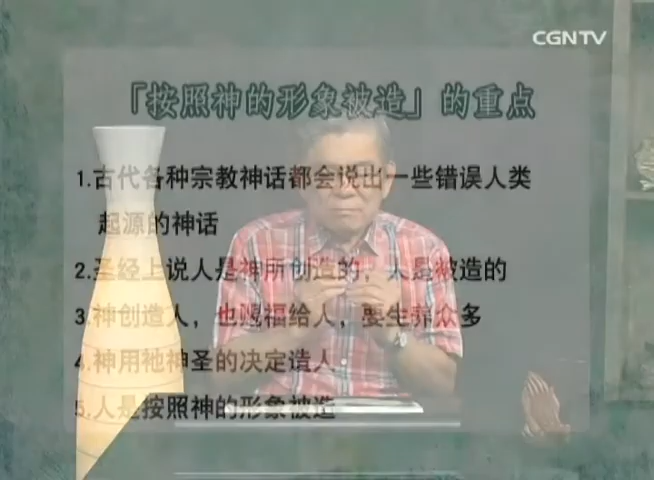 CGNTV
「按照神的形象被造」的重点
1.古代各种宗教神话都会说出一些错误人类
起源的神话
2.圣经上说人是神所创造的，人是被造的
3.神创造人，也赐福给人，要生养众多
4.神用祂神圣的决定造人
5.人是按照神的形象被造